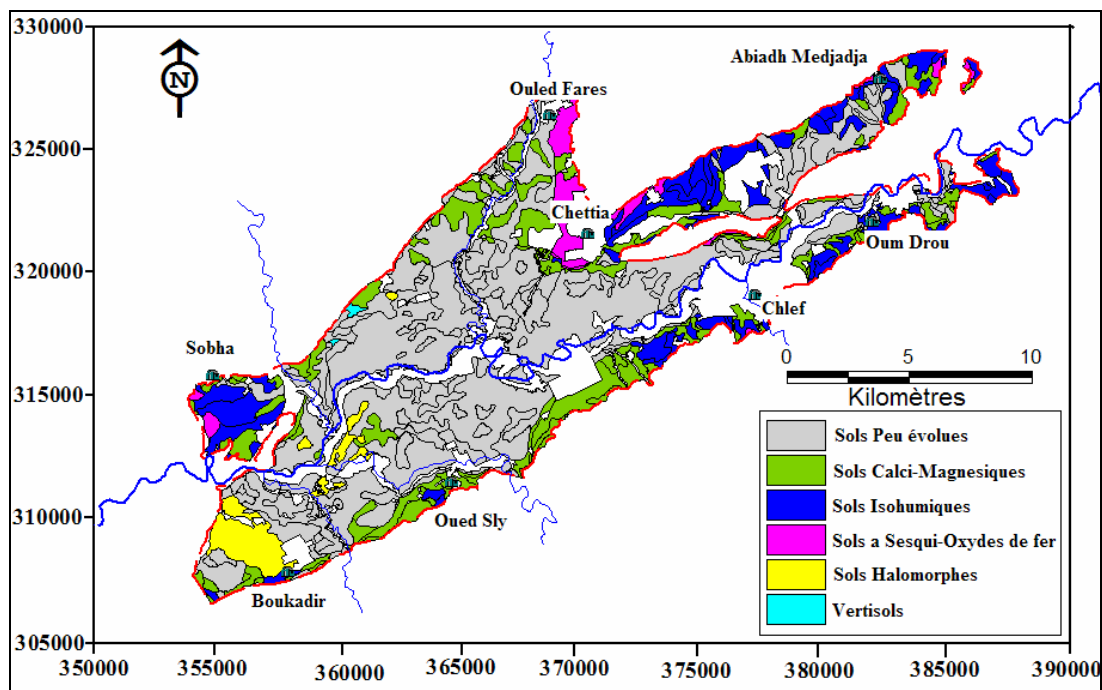 330000
325000
320000
315000
310000
305000
350000
355000
360000
365000
370000
375000
380000
385000
390000
N
Abiadh Medjadja
Ouled Fares
Chettia
Oum Drou
Chlef
Sobha
Oued Sly
Boukadir
0 5 10
Kilomètres
Sols Peu évolues
Sols Calci-Magnesiques
Sols Isohumiques
Sols a Sesqui-Oxydes de fer
Sols Halomorphes
Vertisols